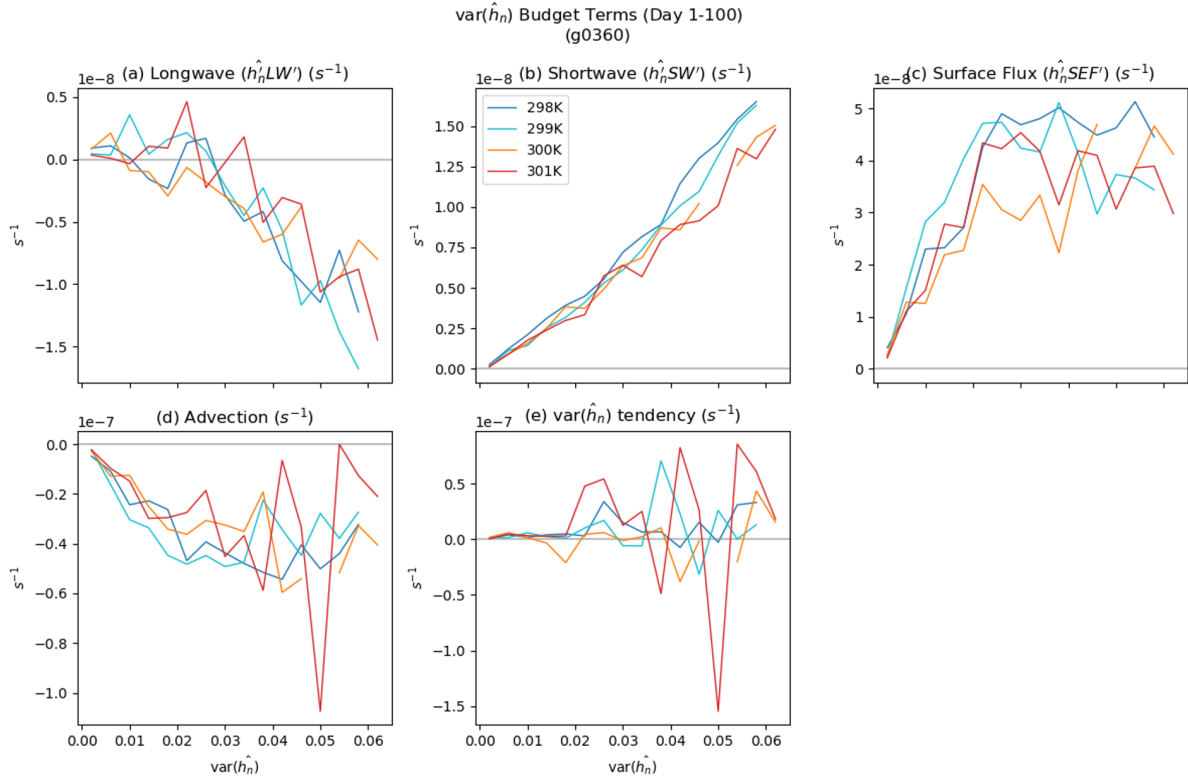 var(ĥₙ) Budget Terms (Day 1-100)
(g0360)
1e−8 (a) Longwave (ĥₙ′LW′) (s⁻¹)
1e−8 (b) Shortwave (ĥₙ′SW′) (s⁻¹)
1e−8 (c) Surface Flux (ĥₙ′SEF′) (s⁻¹)
0.5
0.0
−0.5
−1.0
−1.5
s⁻¹
298K
299K
300K
301K
1.50
1.25
1.00
0.75
0.50
0.25
0.00
s⁻¹
5
4
3
2
1
0
s⁻¹
1e−7 (d) Advection (s⁻¹)
1e−7 (e) var(ĥₙ) tendency (s⁻¹)
0.0
−0.2
−0.4
−0.6
−0.8
−1.0
s⁻¹
0.00 0.01 0.02 0.03 0.04 0.05 0.06
var(ĥₙ)
0.5
0.0
−0.5
−1.0
−1.5
s⁻¹
0.00 0.01 0.02 0.03 0.04 0.05 0.06
var(ĥₙ)